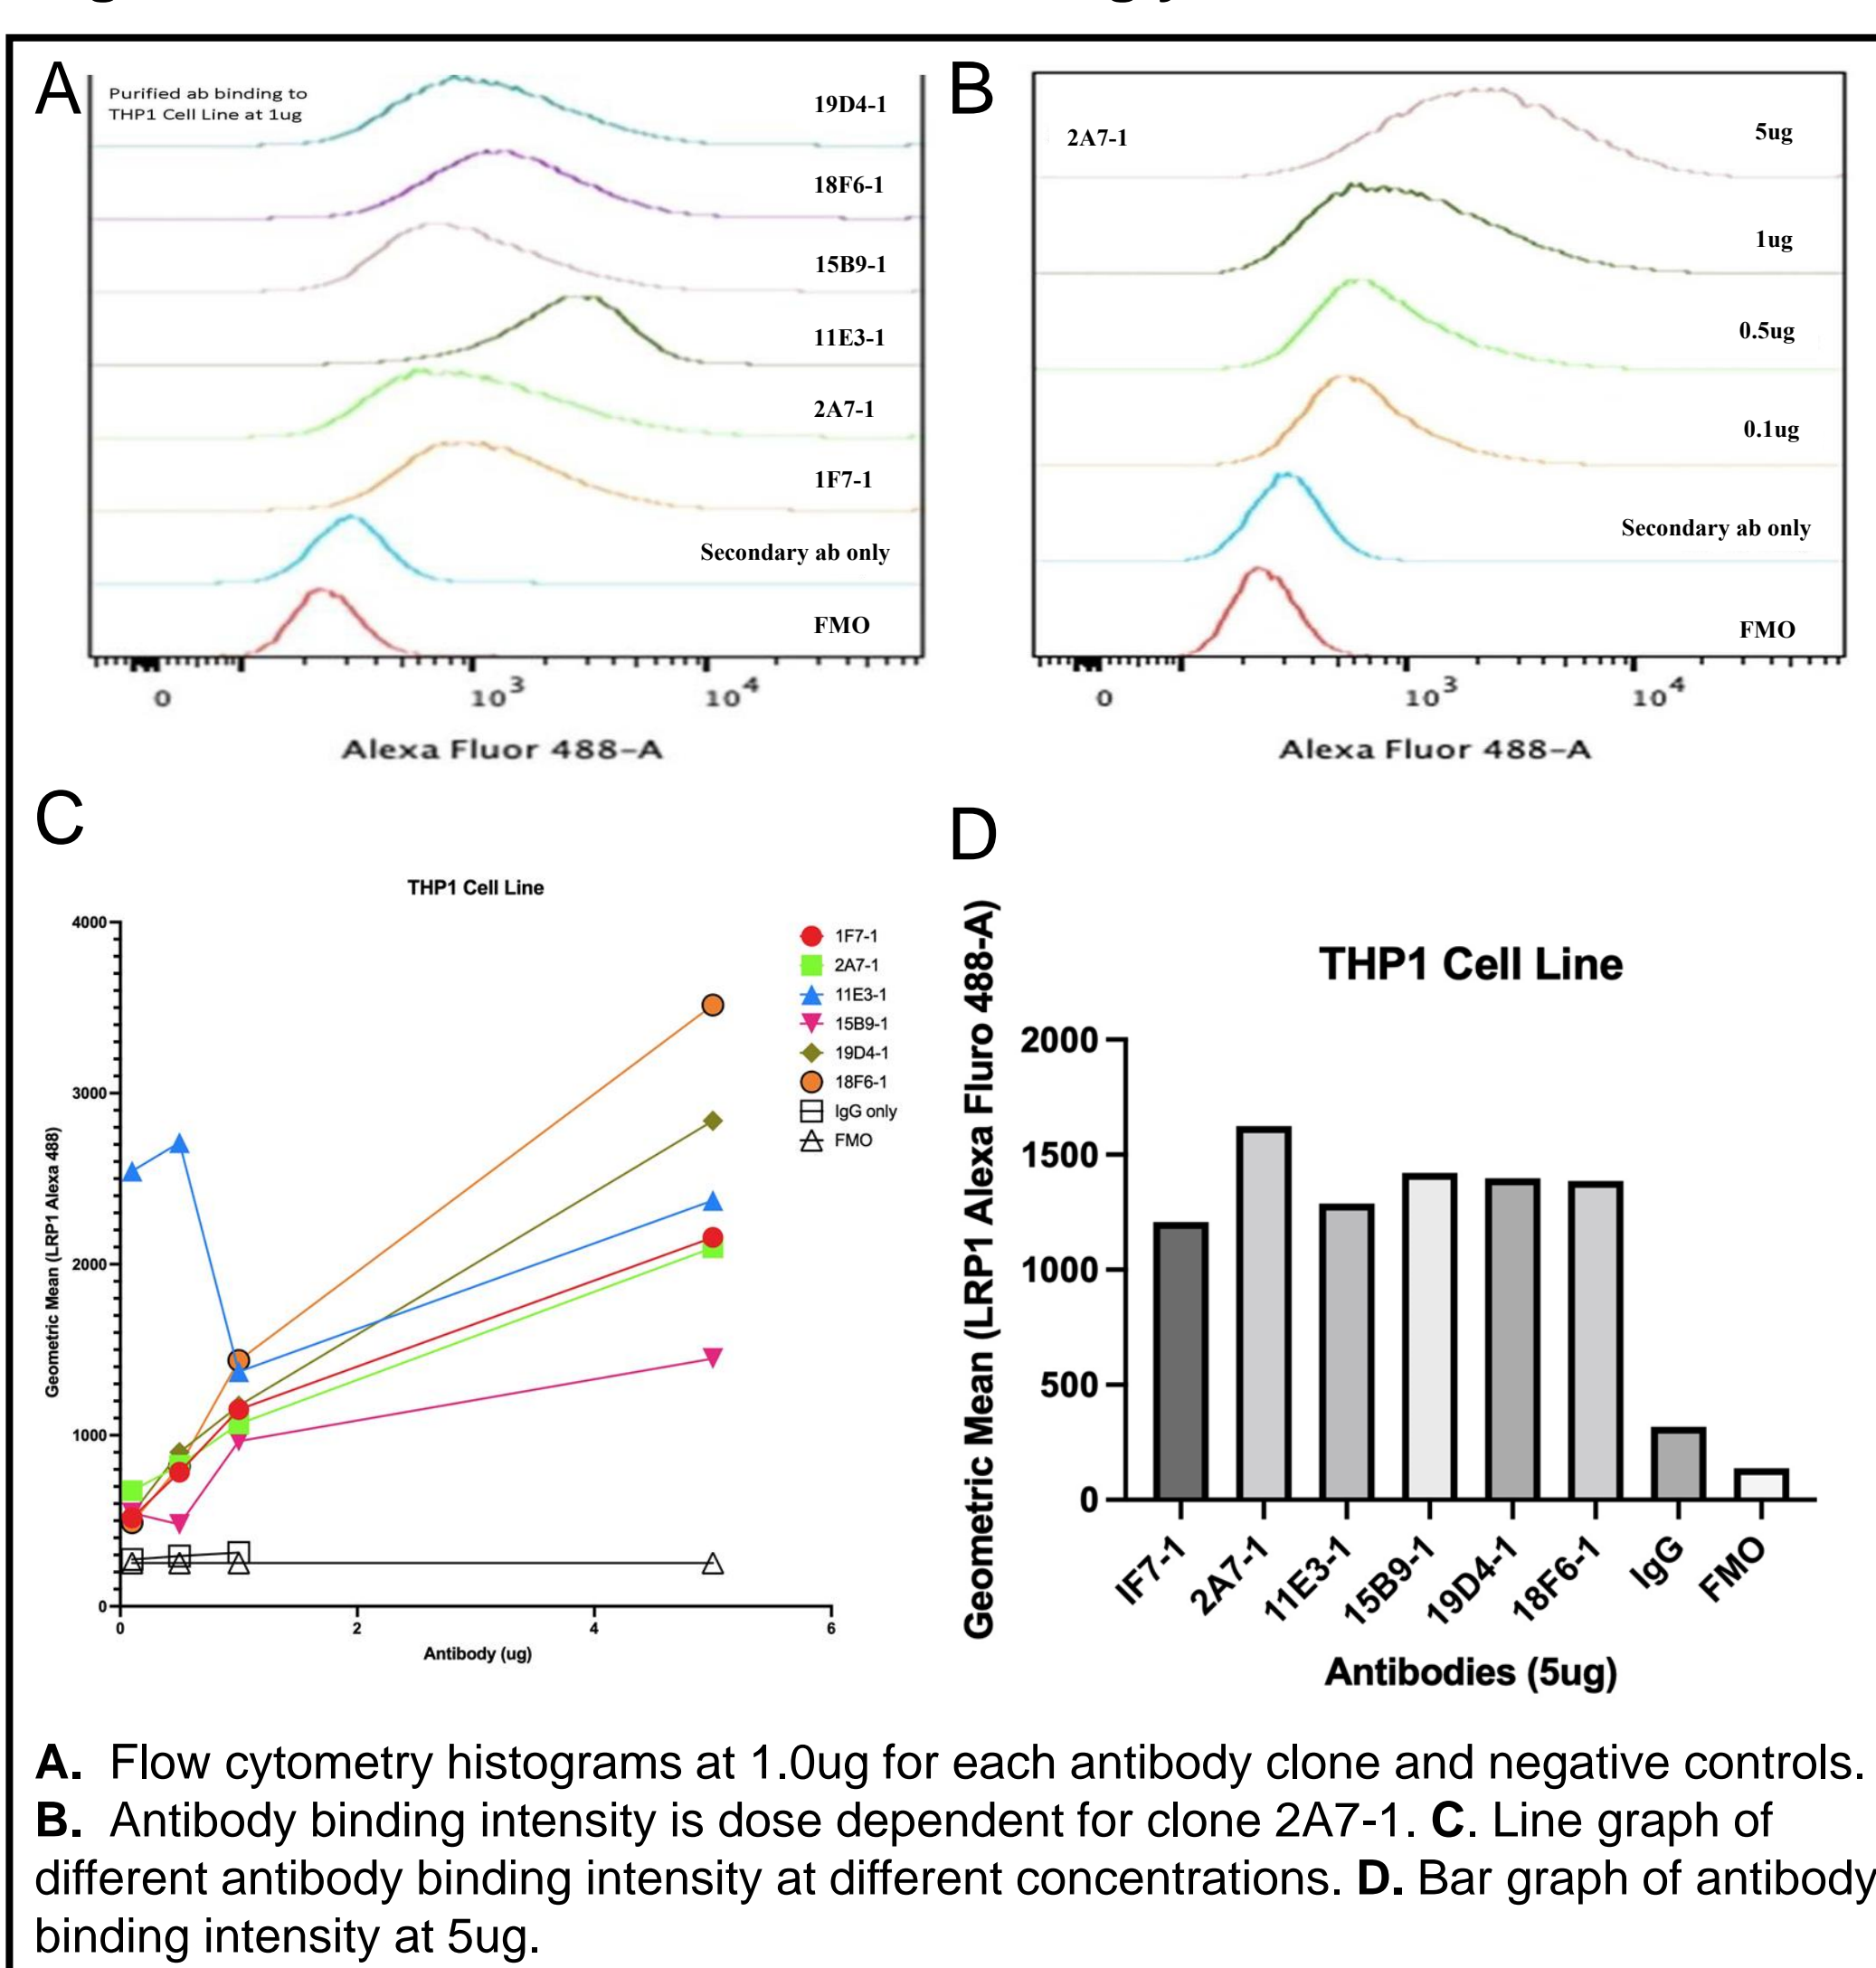 A
Purified ab binding to
THP1 Cell Line at 1ug
19D4-1
18F6-1
15B9-1
11E3-1
2A7-1
1F7-1
Secondary ab only
FMO
0
10³
10⁴
Alexa Fluor 488-A
B
2A7-1
5ug
1ug
0.5ug
0.1ug
Secondary ab only
FMO
0
10³
10⁴
Alexa Fluor 488-A
C
THP1 Cell Line
Geometric Mean (LRP1 Alexa 488)
4000
3000
2000
1000
0
0
2
4
6
Antibody (ug)
1F7-1
2A7-1
11E3-1
15B9-1
19D4-1
18F6-1
IgG only
FMO
D
THP1 Cell Line
Geometric Mean (LRP1 Alexa Fluro 488-A)
2000
1500
1000
500
0
IF7-1
2A7-1
11E3-1
15B9-1
19D4-1
18F6-1
IgG
FMO
Antibodies (5ug)
A. Flow cytometry histograms at 1.0ug for each antibody clone and negative controls.
B. Antibody binding intensity is dose dependent for clone 2A7-1. C. Line graph of
different antibody binding intensity at different concentrations. D. Bar graph of antibody
binding intensity at 5ug.